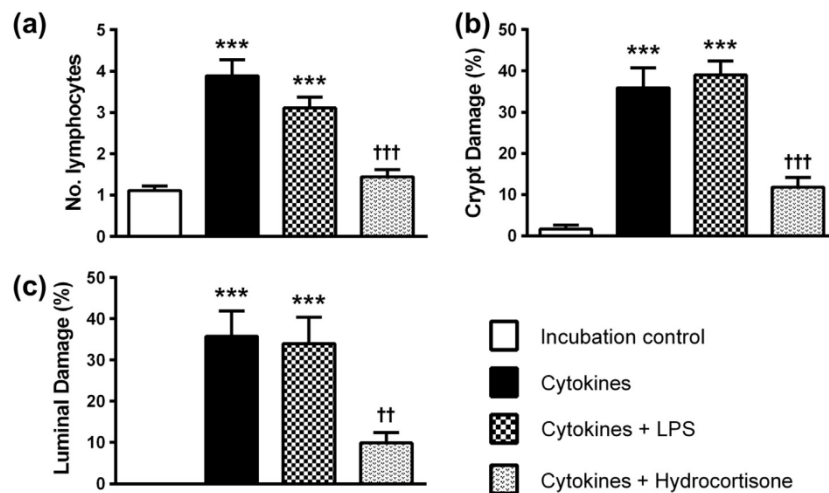 (a)
No. lymphocytes
5
4
3
2
1
0
***
***
†††
(b)
Crypt Damage (%)
50
40
30
20
10
0
***
***
†††
(c)
Luminal Damage (%)
50
40
30
20
10
0
***
***
††
Incubation control
Cytokines
Cytokines + LPS
Cytokines + Hydrocortisone